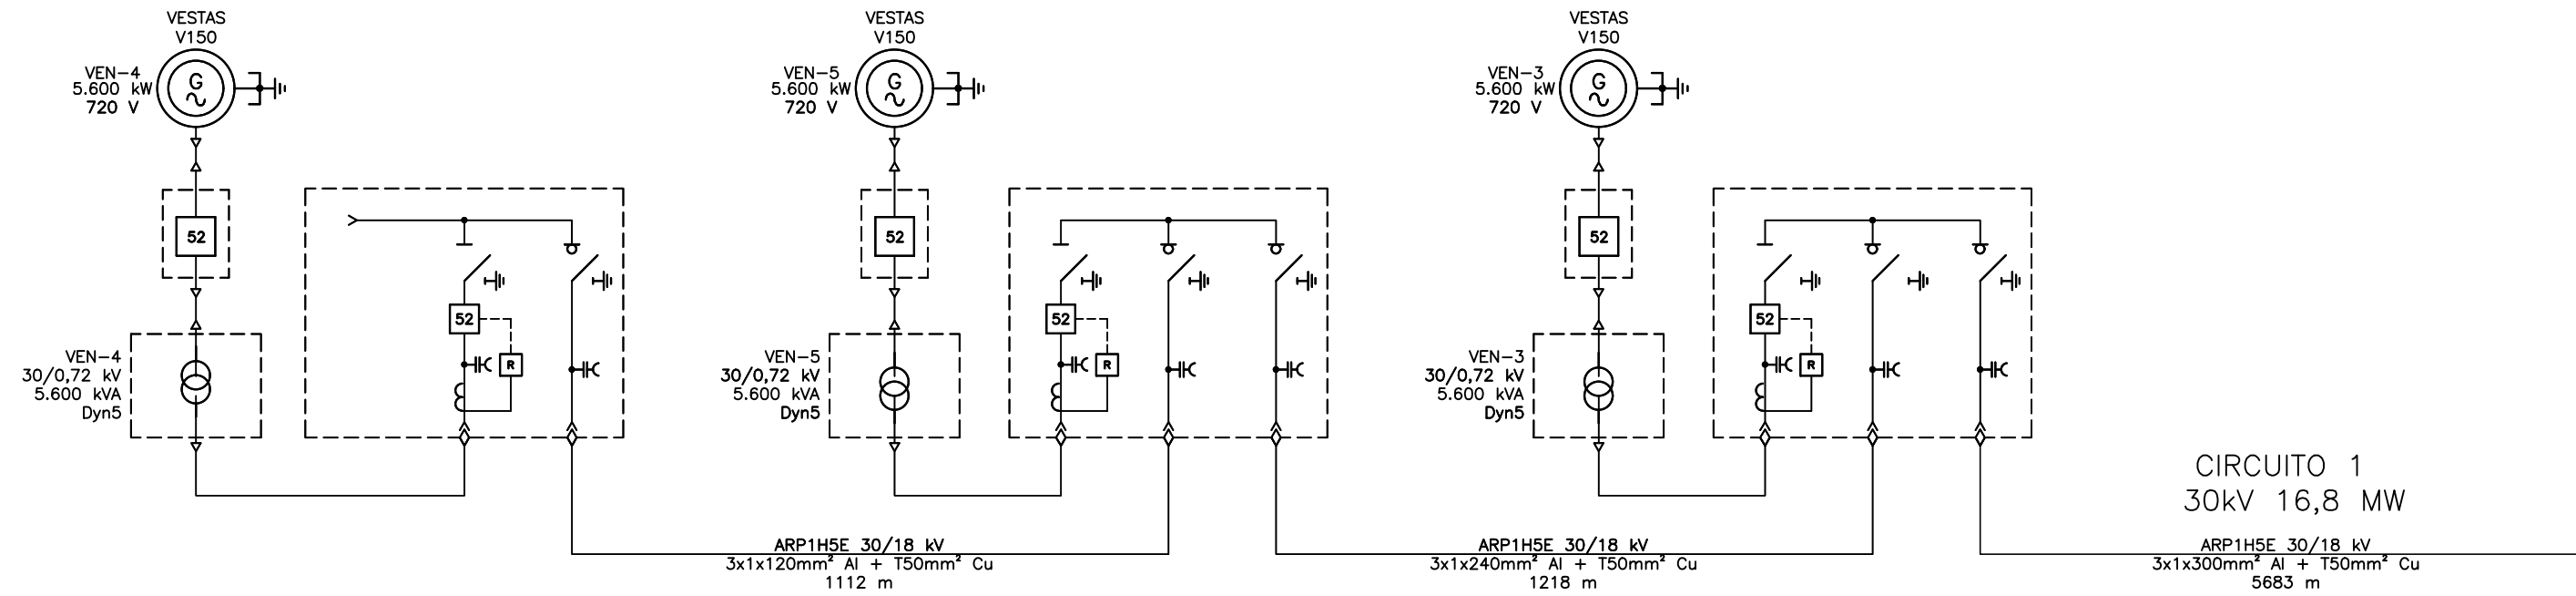 VESTAS
V150
VEN-4
5.600 kW
720 V
G
52
VEN-4
30/0,72 kV
5.600 kVA
Dyn5
52
R
ARP1H5E 30/18 kV
3x1x120mm² Al + T50mm² Cu
1112 m
VESTAS
V150
VEN-5
5.600 kW
720 V
G
52
VEN-5
30/0,72 kV
5.600 kVA
Dyn5
52
R
ARP1H5E 30/18 kV
3x1x240mm² Al + T50mm² Cu
1218 m
VESTAS
V150
VEN-3
5.600 kW
720 V
G
52
VEN-3
30/0,72 kV
5.600 kVA
Dyn5
52
R
CIRCUITO 1
30kV 16,8 MW
ARP1H5E 30/18 kV
3x1x300mm² Al + T50mm² Cu
5683 m